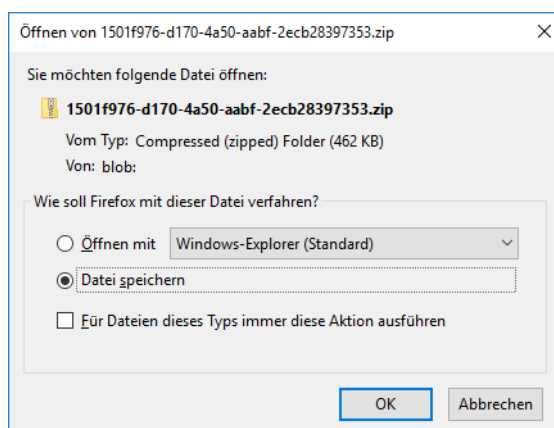 Öffnen von 1501f976-d170-4a50-aabf-2ecb28397353.zip
Sie möchten folgende Datei öffnen:
1501f976-d170-4a50-aabf-2ecb28397353.zip
Vom Typ: Compressed (zipped) Folder (462 KB)
Von: blob:
Wie soll Firefox mit dieser Datei verfahren?
Öffnen mit Windows-Explorer (Standard)
Datei speichern
Für Dateien dieses Typs immer diese Aktion ausführen
OK Abbrechen